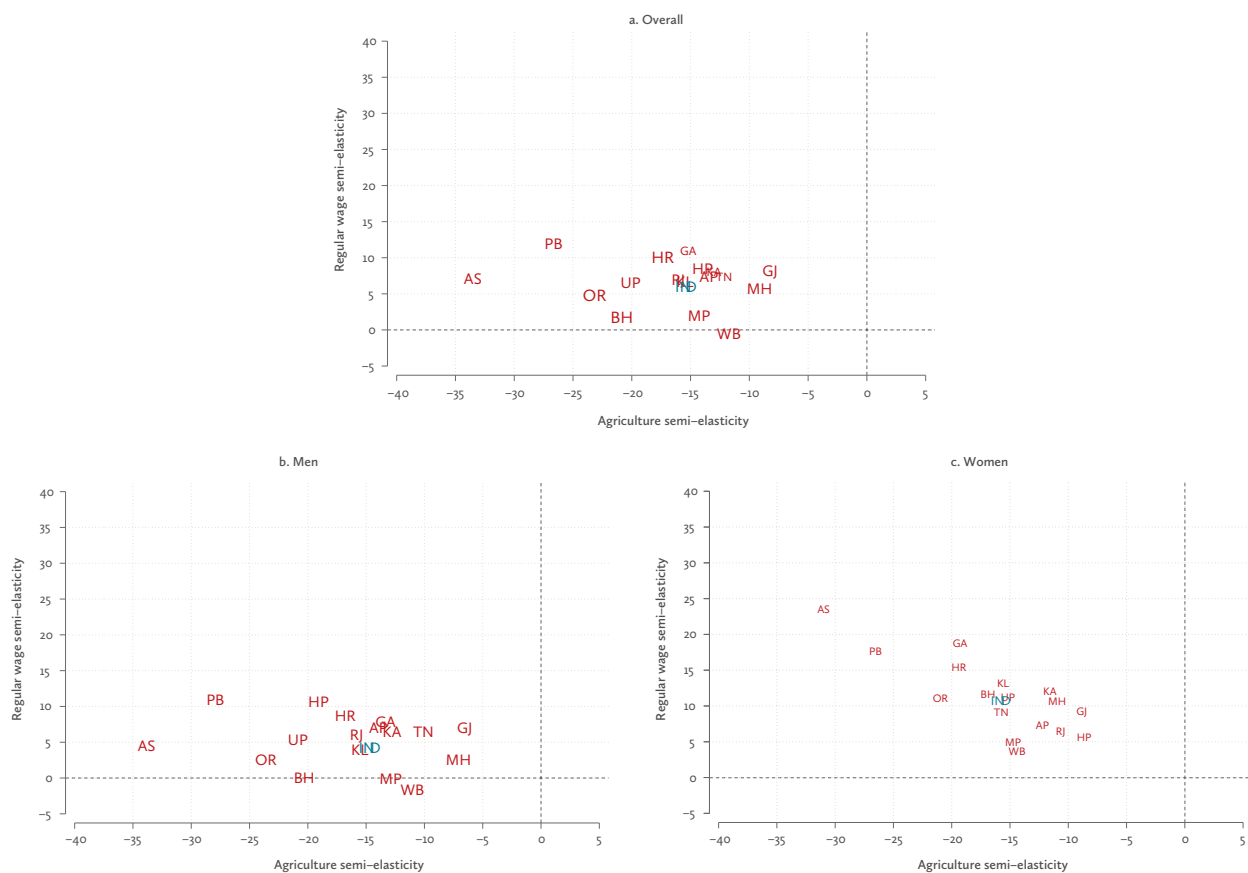 a. Overall
40
35
30
25
20
15
10
5
0
−5
Regular wage semi−elasticity
PB
GA
HR
HP
KA
GJ
AS
RJ
AP
TN
UP
KL
IND
MH
OR
BH
MP
WB
−40 −35 −30 −25 −20 −15 −10 −5 0 5
Agriculture semi−elasticity
b. Men
40
35
30
25
20
15
10
5
0
−5
Regular wage semi−elasticity
PB
HP
HR
GA
AP
GJ
KA
TN
RJ
UP
AS
KL
IND
OR
MH
BH
MP
WB
−40 −35 −30 −25 −20 −15 −10 −5 0 5
Agriculture semi−elasticity
c. Women
40
35
30
25
20
15
10
5
0
−5
Regular wage semi−elasticity
AS
GA
PB
HR
KL
KA
BH
UP
OR
IND
MH
TN
GJ
AP
RJ
HP
MP
WB
−40 −35 −30 −25 −20 −15 −10 −5 0 5
Agriculture semi−elasticity